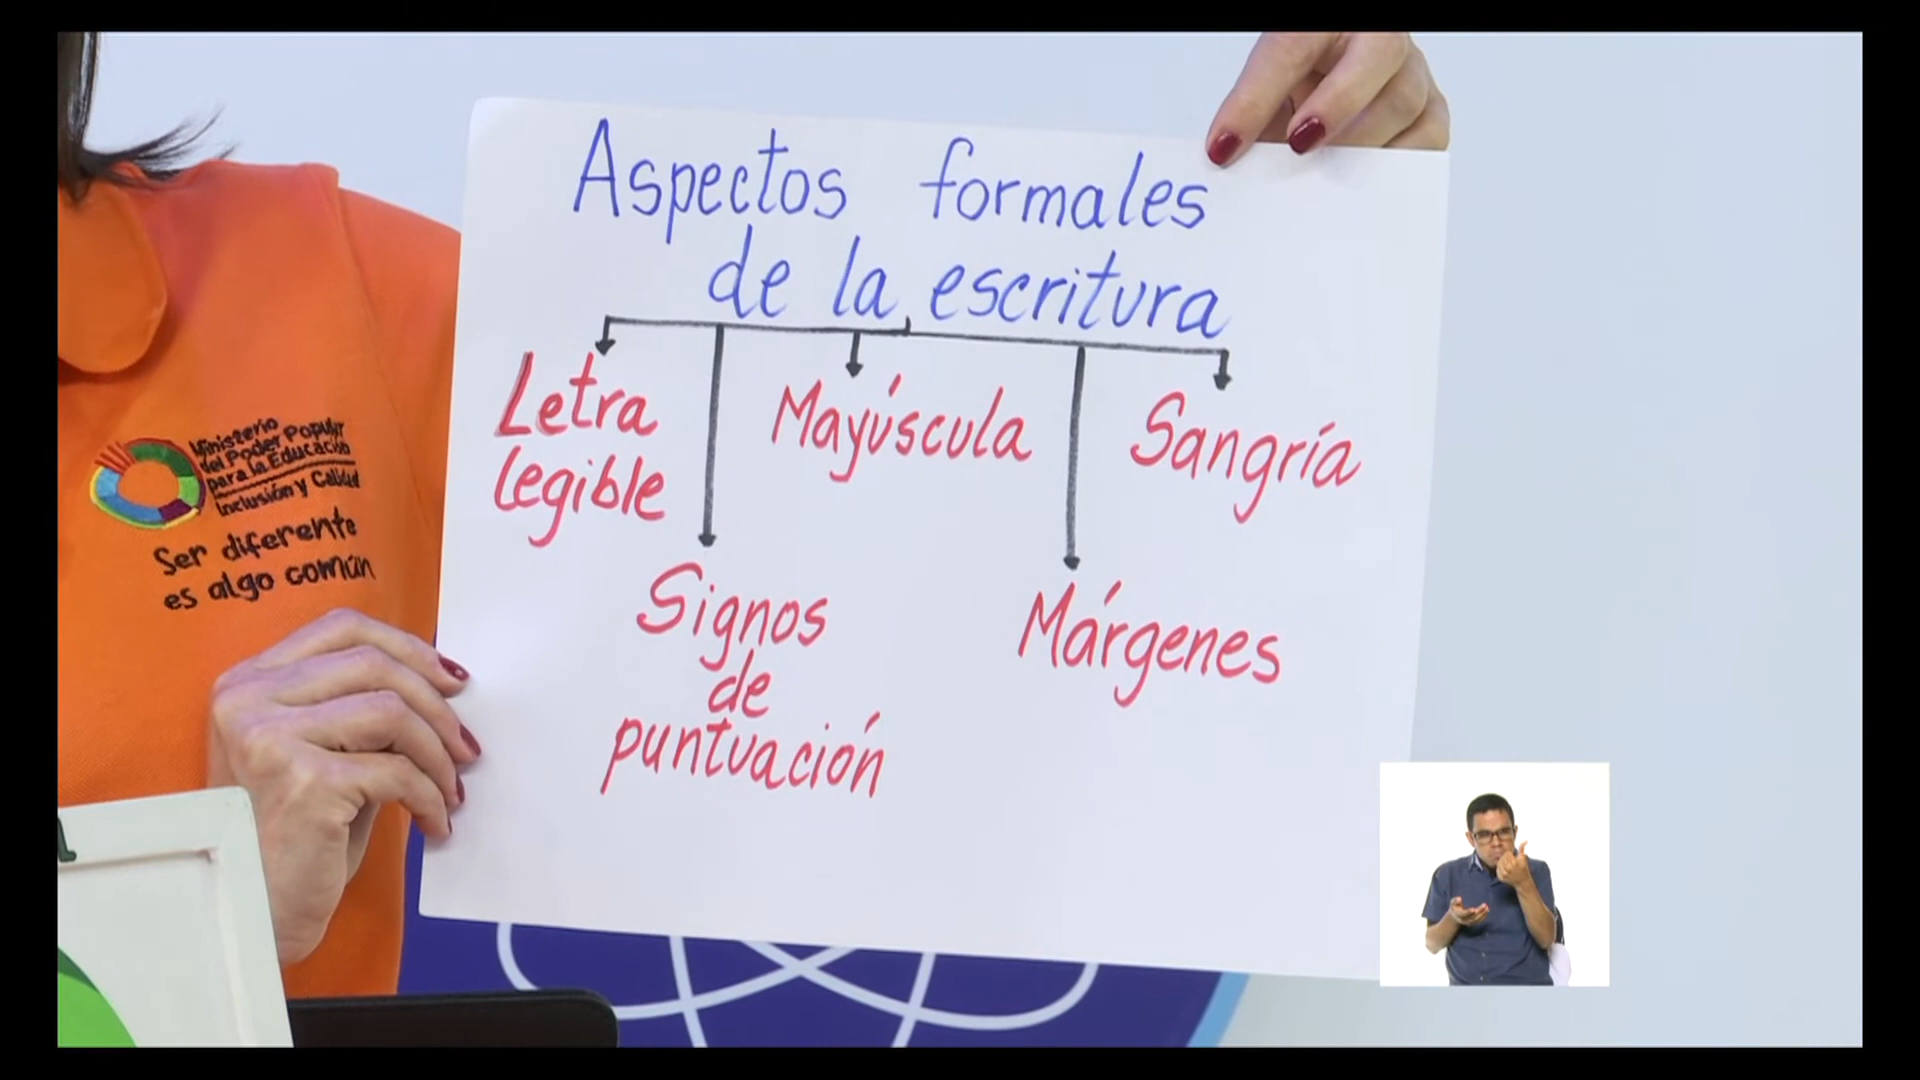 Aspectos formales
de la escritura
Letra
legible
Mayúscula
Sangría
Signos
de
puntuación
Márgenes
Ministerio
del Poder Popular
para la Educación
Inclusión y Calidad
Ser diferente
es algo común